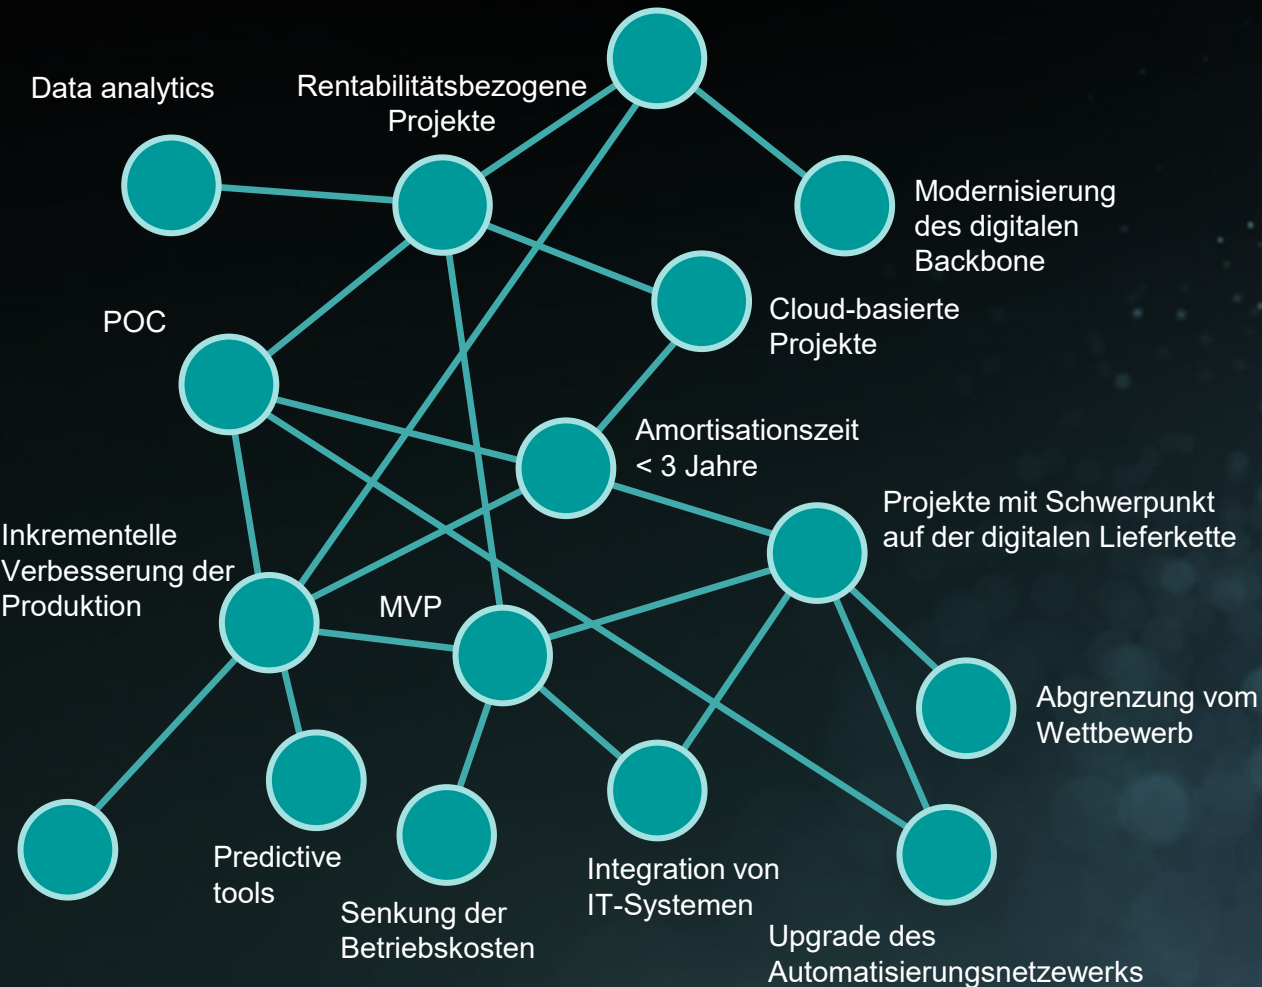 Data analytics
Rentabilitätsbezogene
Projekte
Modernisierung
des digitalen
Backbone
Cloud-basierte
Projekte
POC
Amortisationszeit
< 3 Jahre
Projekte mit Schwerpunkt
auf der digitalen Lieferkette
Inkrementelle
Verbesserung der
Produktion
MVP
Abgrenzung vom
Wettbewerb
Predictive
tools
Senkung der
Betriebskosten
Integration von
IT-Systemen
Upgrade des
Automatisierungsnetzewerks